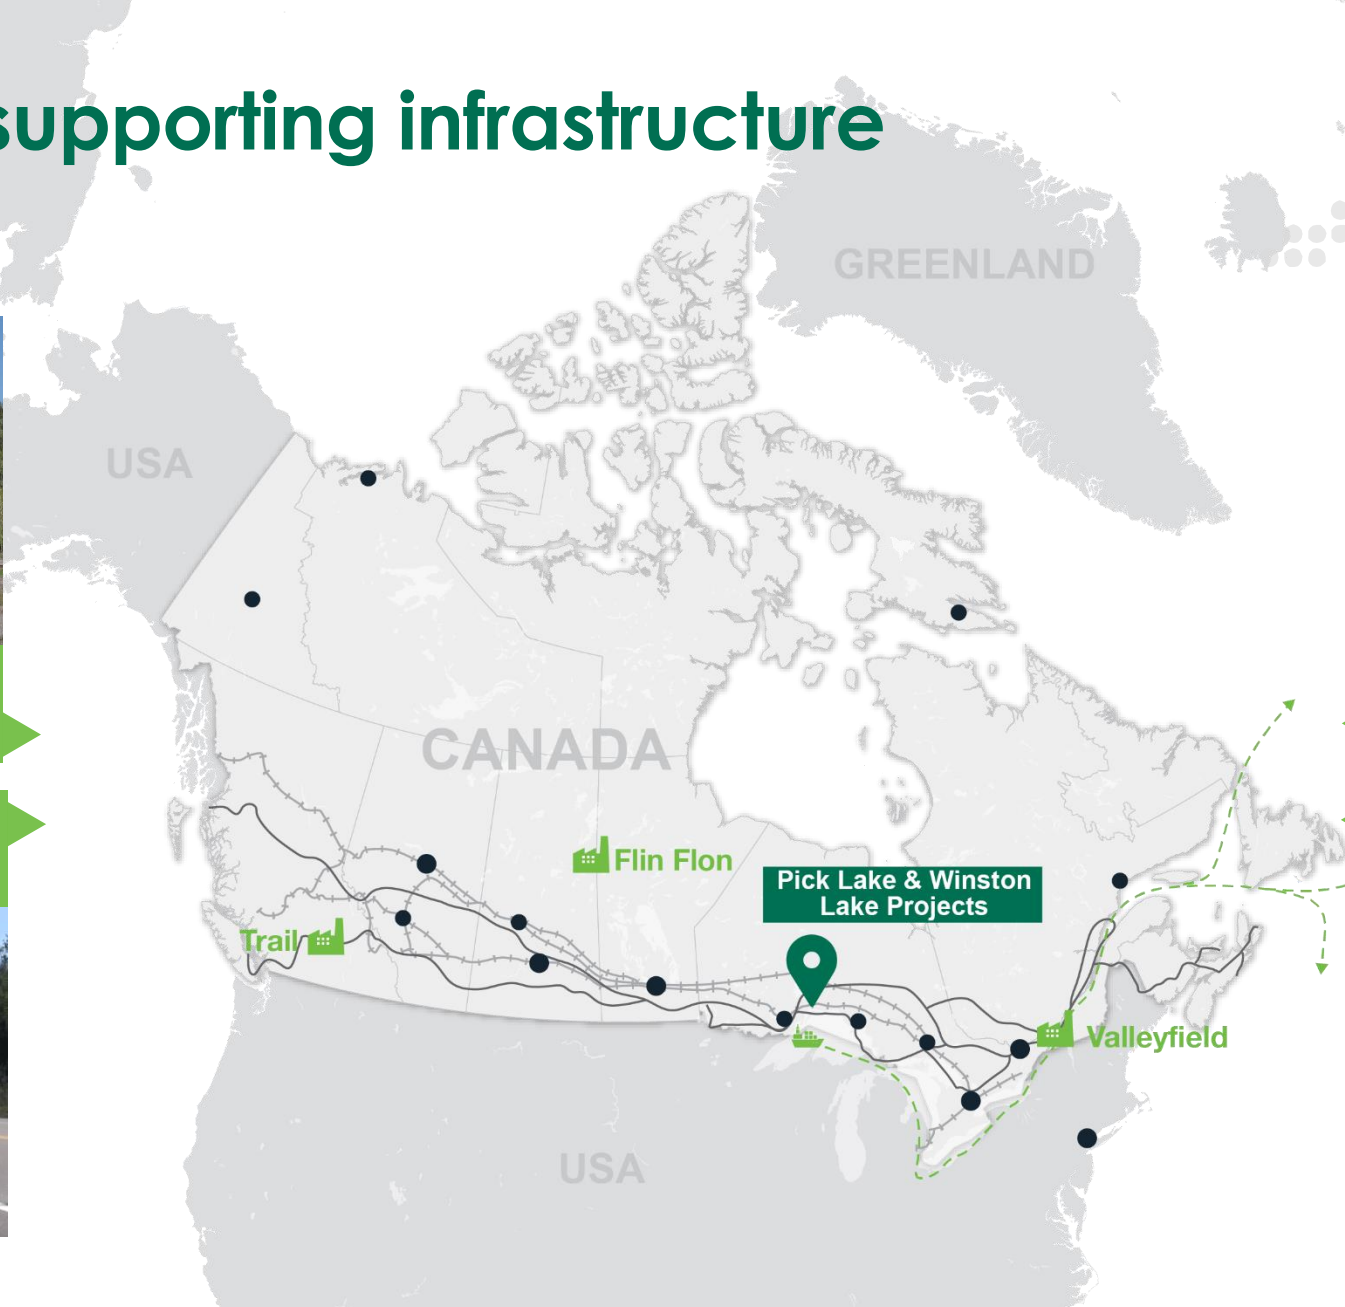 supporting infrastructure
GREENLAND
USA
CANADA
Flin Flon
Pick Lake & Winston
Lake Projects
Trail
Valleyfield
USA